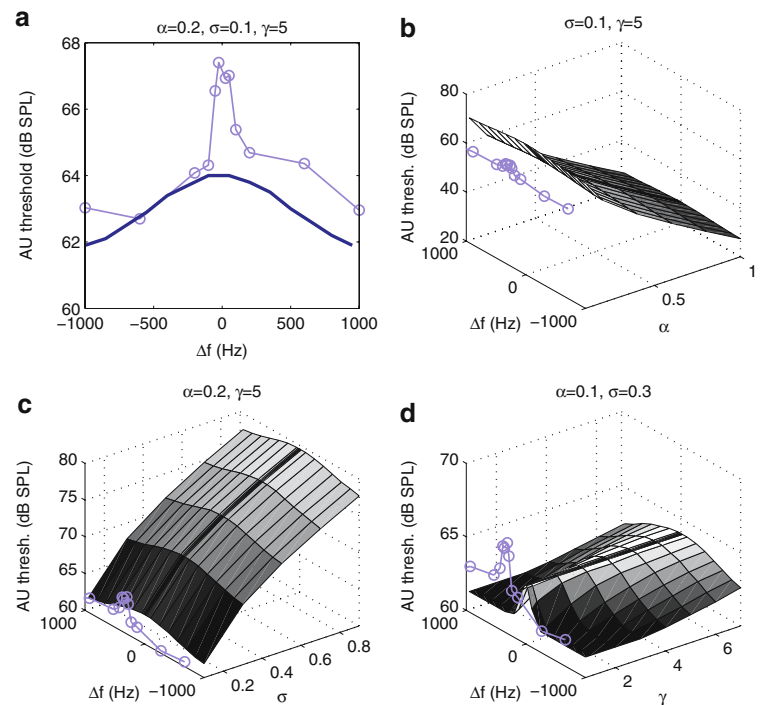 a
α=0.2, σ=0.1, γ=5
AU threshold (dB SPL)
68
66
64
62
60
−1000
−500
0
500
1000
Δf (Hz)
b
σ=0.1, γ=5
AU thresh. (dB SPL)
80
60
40
20
1000
0
−1000
Δf (Hz)
0.5
1
α
c
α=0.2, γ=5
AU thresh. (dB SPL)
80
75
70
65
60
1000
0
−1000
Δf (Hz)
0.2
0.4
0.6
0.8
σ
d
α=0.1, σ=0.3
AU thresh. (dB SPL)
70
65
60
1000
0
−1000
Δf (Hz)
2
4
6
γ